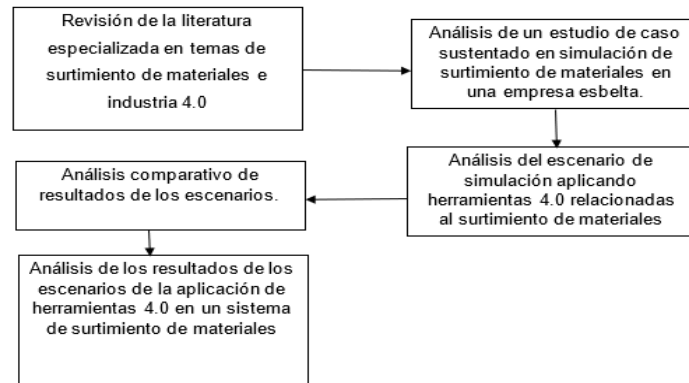 Revisión de la literatura
especializada en temas de
surtimiento de materiales e
industria 4.0
Análisis de un estudio de caso
sustentado en simulación de
surtimiento de materiales en
una empresa esbelta.
Análisis del escenario de
simulación aplicando
herramientas 4.0 relacionadas
al surtimiento de materiales
Análisis comparativo de
resultados de los escenarios.
Análisis de los resultados de los
escenarios de la aplicación de
herramientas 4.0 en un sistema
de surtimiento de materiales